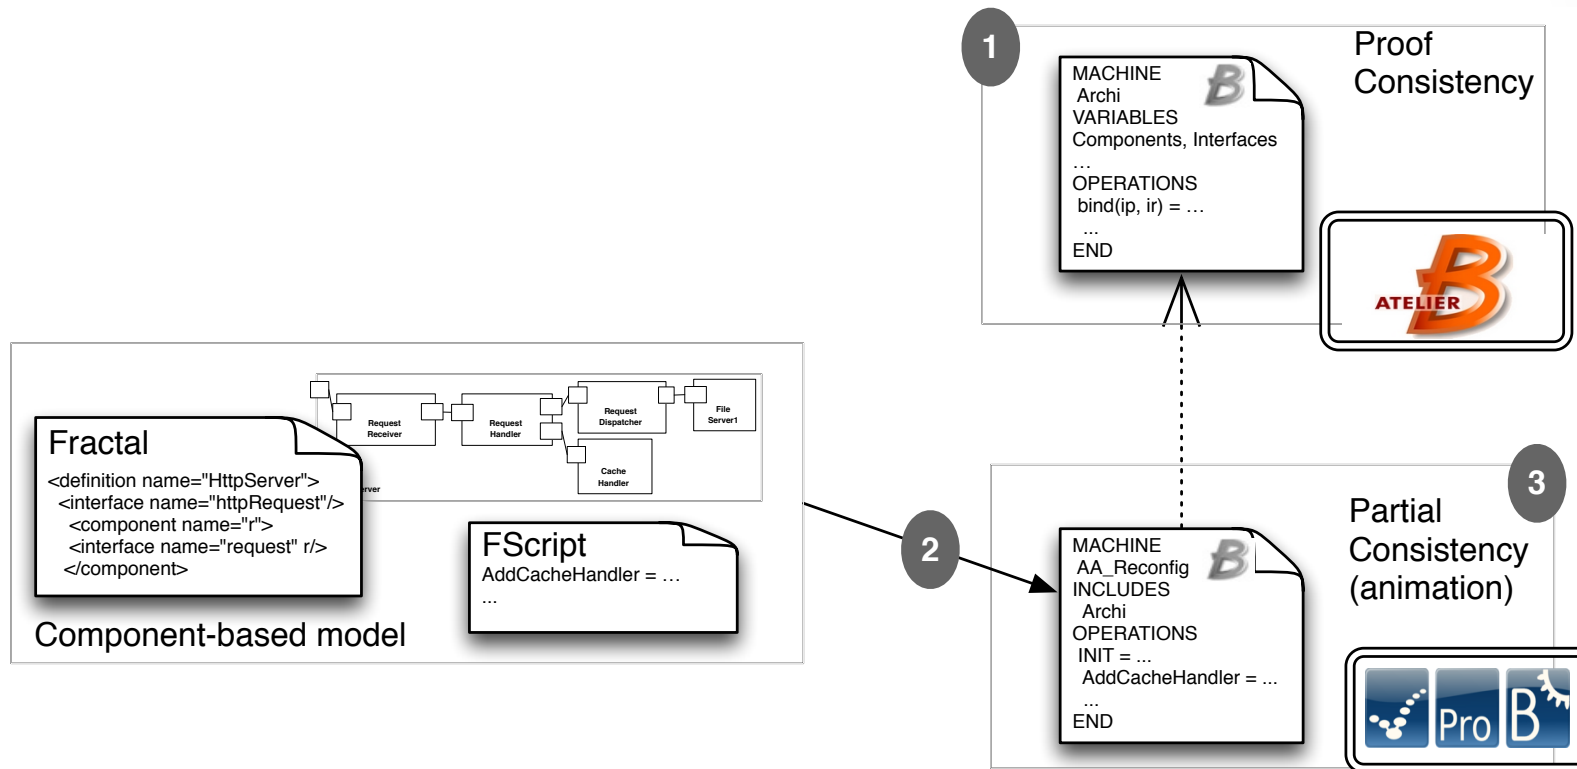 1
Proof
Consistency
MACHINE
Archi
VARIABLES
Components, Interfaces
…
OPERATIONS
bind(ip, ir) = …
...
END
B
ATELIER B
Request
Receiver
Request
Handler
Request
Dispatcher
File
Server1
Cache
Handler
erver
Fractal
<definition name="HttpServer">
<interface name="httpRequest"/>
<component name="r">
<interface name="request" r/>
</component>
FScript
AddCacheHandler = …
...
Component-based model
2
3
Partial
Consistency
(animation)
MACHINE
AA_Reconfig
INCLUDES
Archi
OPERATIONS
INIT = ...
AddCacheHandler = ...
...
END
B
Pro B